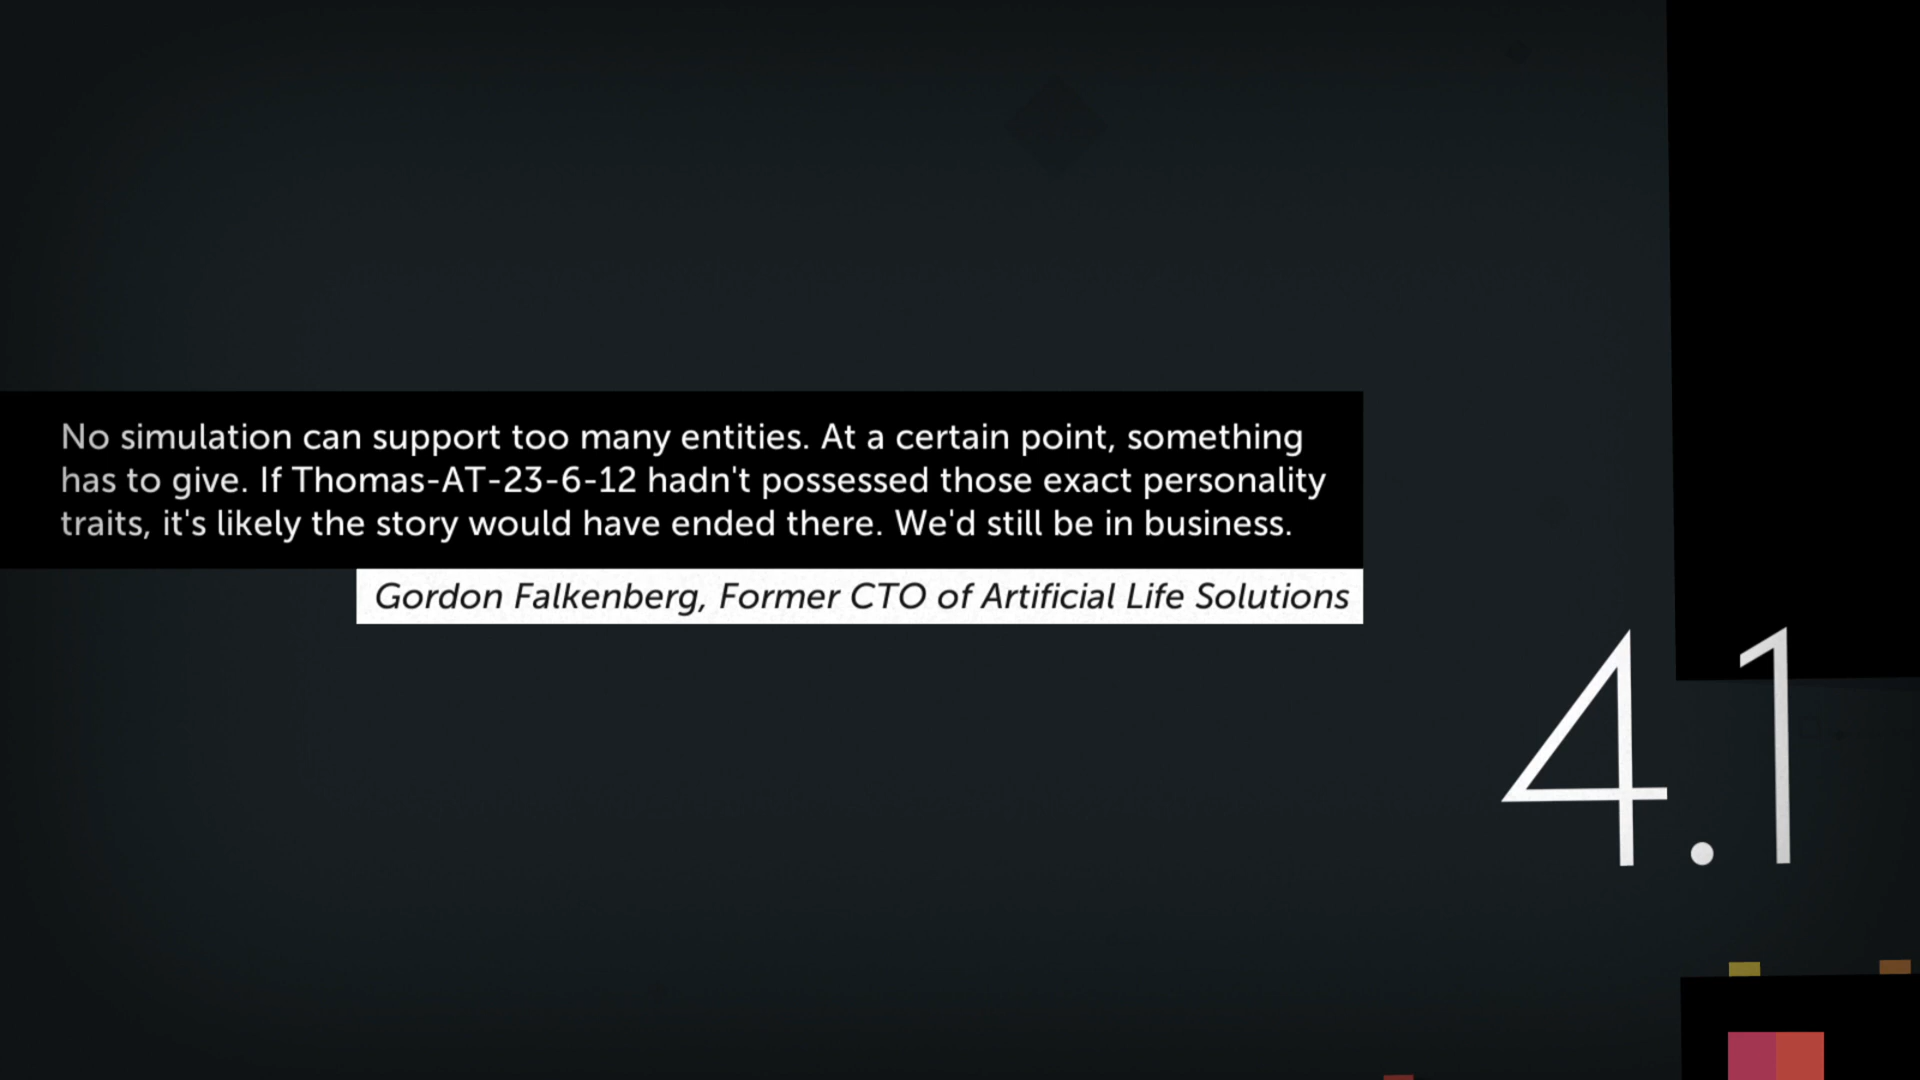 No simulation can support too many entities. At a certain point, something
has to give. If Thomas-AT-23-6-12 hadn't possessed those exact personality
traits, it's likely the story would have ended there. We'd still be in business.
Gordon Falkenberg, Former CTO of Artificial Life Solutions
4.1